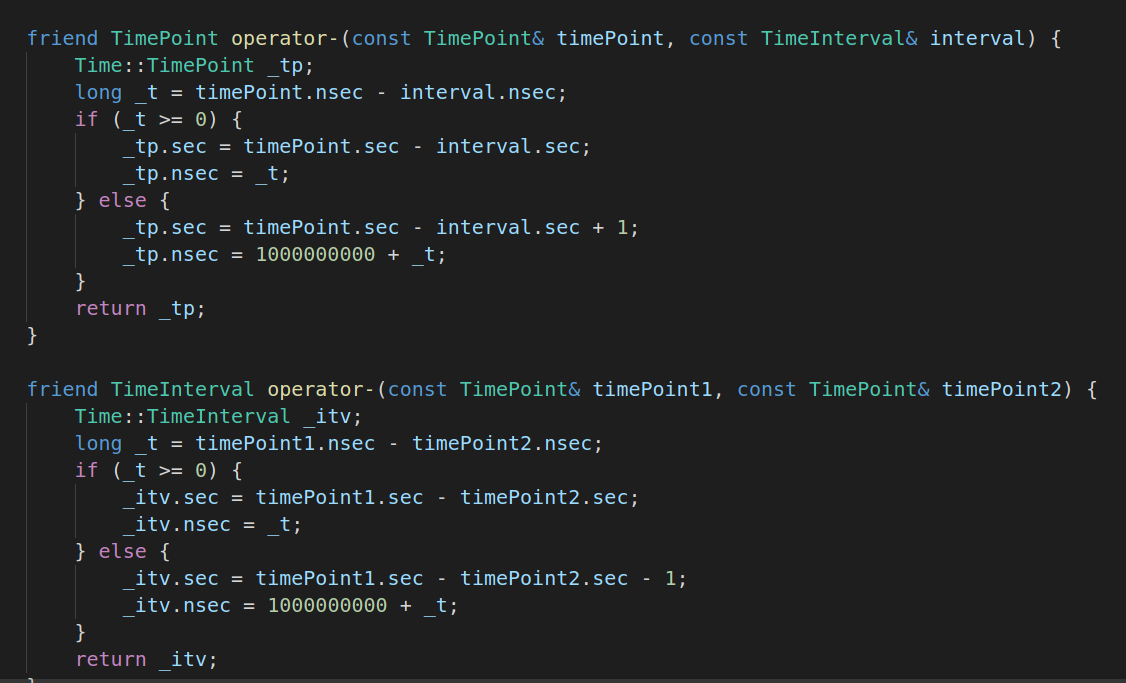 friend TimePoint operator-(const TimePoint& timePoint, const TimeInterval& interval) {
    Time::TimePoint _tp;
    long _t = timePoint.nsec - interval.nsec;
    if (_t >= 0) {
        _tp.sec = timePoint.sec - interval.sec;
        _tp.nsec = _t;
    } else {
        _tp.sec = timePoint.sec - interval.sec + 1;
        _tp.nsec = 1000000000 + _t;
    }
    return _tp;
}

friend TimeInterval operator-(const TimePoint& timePoint1, const TimePoint& timePoint2) {
    Time::TimeInterval _itv;
    long _t = timePoint1.nsec - timePoint2.nsec;
    if (_t >= 0) {
        _itv.sec = timePoint1.sec - timePoint2.sec;
        _itv.nsec = _t;
    } else {
        _itv.sec = timePoint1.sec - timePoint2.sec - 1;
        _itv.nsec = 1000000000 + _t;
    }
    return _itv;
}